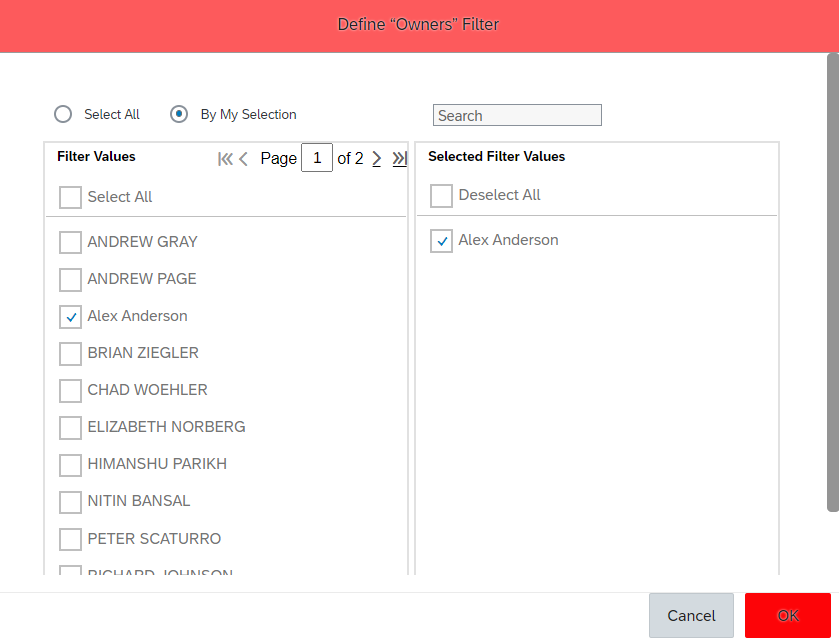 Define “Owners” Filter
Select All
By My Selection
Search
Filter Values
Page 1 of 2
Select All
ANDREW GRAY
ANDREW PAGE
Alex Anderson
BRIAN ZIEGLER
CHAD WOEHLER
ELIZABETH NORBERG
HIMANSHU PARIKH
NITIN BANSAL
PETER SCATURRO
RICHARD JOHNSON
Selected Filter Values
Deselect All
Alex Anderson
Cancel
OK